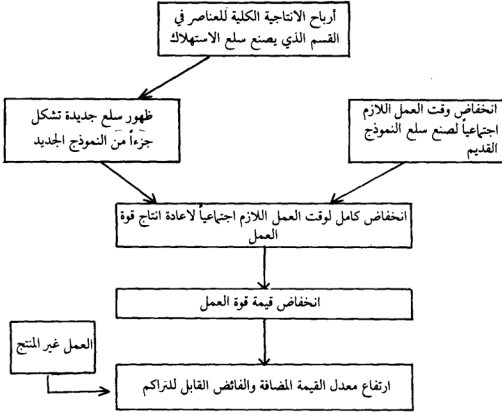 أرباح الانتاجية الكلية للعناصر في
القسم الذي يصنع سلع الاستهلاك
ظهور سلع جديدة تشكل
جزءاً من النموذج الجديد
انخفاض وقت العمل اللازم
اجتماعياً لصنع سلع النموذج
القديم
انخفاض كامل لوقت العمل اللازم اجتماعياً لاعادة انتاج قوة
العمل
انخفاض قيمة قوة العمل
العمل غير المنتج
ارتفاع معدل القيمة المضافة والفائض القابل للتراكم